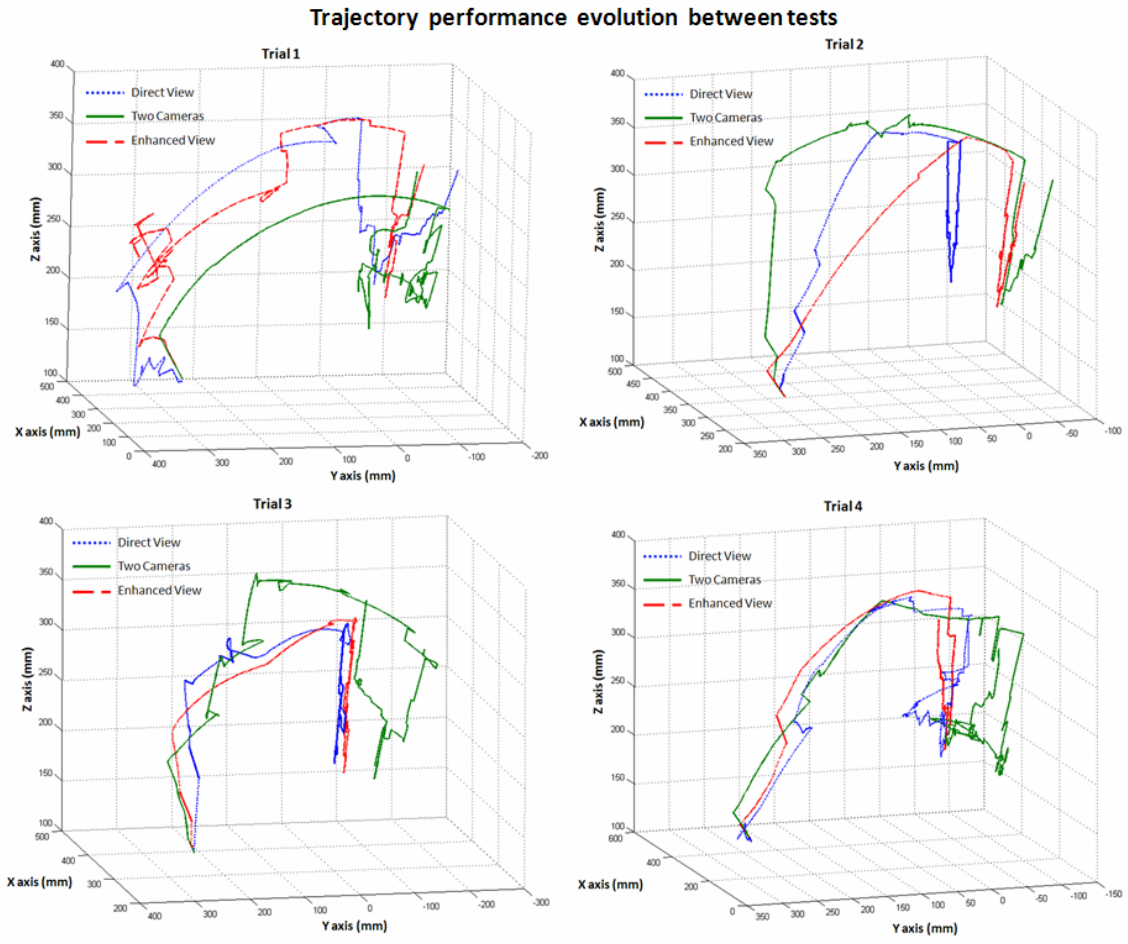 Trajectory performance evolution between tests
Trial 1
400
350
300
250
200
150
100
Z axis (mm)
Direct View
Two Cameras
Enhanced View
500
400
300
200
100
0
X axis (mm)
400
300
200
100
0
-100
-200
Y axis (mm)
Trial 2
400
350
300
250
200
150
100
Z axis (mm)
Direct View
Two Cameras
Enhanced View
500
450
400
350
300
250
200
X axis (mm)
350
300
250
200
150
100
50
0
-50
-100
Y axis (mm)
Trial 3
400
350
300
250
200
150
100
Z axis (mm)
Direct View
Two Cameras
Enhanced View
500
400
300
200
X axis (mm)
400
300
200
100
0
-100
-200
-300
Y axis (mm)
Trial 4
400
350
300
250
200
150
100
Z axis (mm)
Direct View
Two Cameras
Enhanced View
600
400
200
0
X axis (mm)
350
300
250
200
150
100
50
0
-50
-100
-150
Y axis (mm)